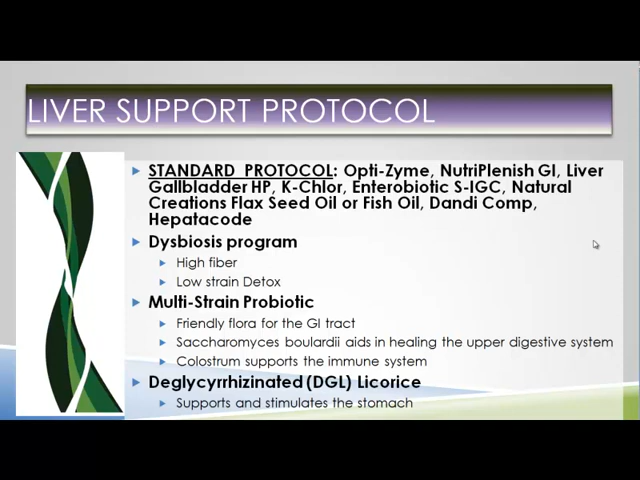 LIVER SUPPORT PROTOCOL
STANDARD PROTOCOL: Opti-Zyme, NutriPlenish GI, Liver
Gallbladder HP, K-Chlor, Enterobiotic S-IGC, Natural
Creations Flax Seed Oil or Fish Oil, Dandi Comp,
Hepatacode
Dysbiosis program
High fiber
Low strain Detox
Multi-Strain Probiotic
Friendly flora for the GI tract
Saccharomyces boulardii aids in healing the upper digestive system
Colostrum supports the immune system
Deglycyrrhizinated (DGL) Licorice
Supports and stimulates the stomach